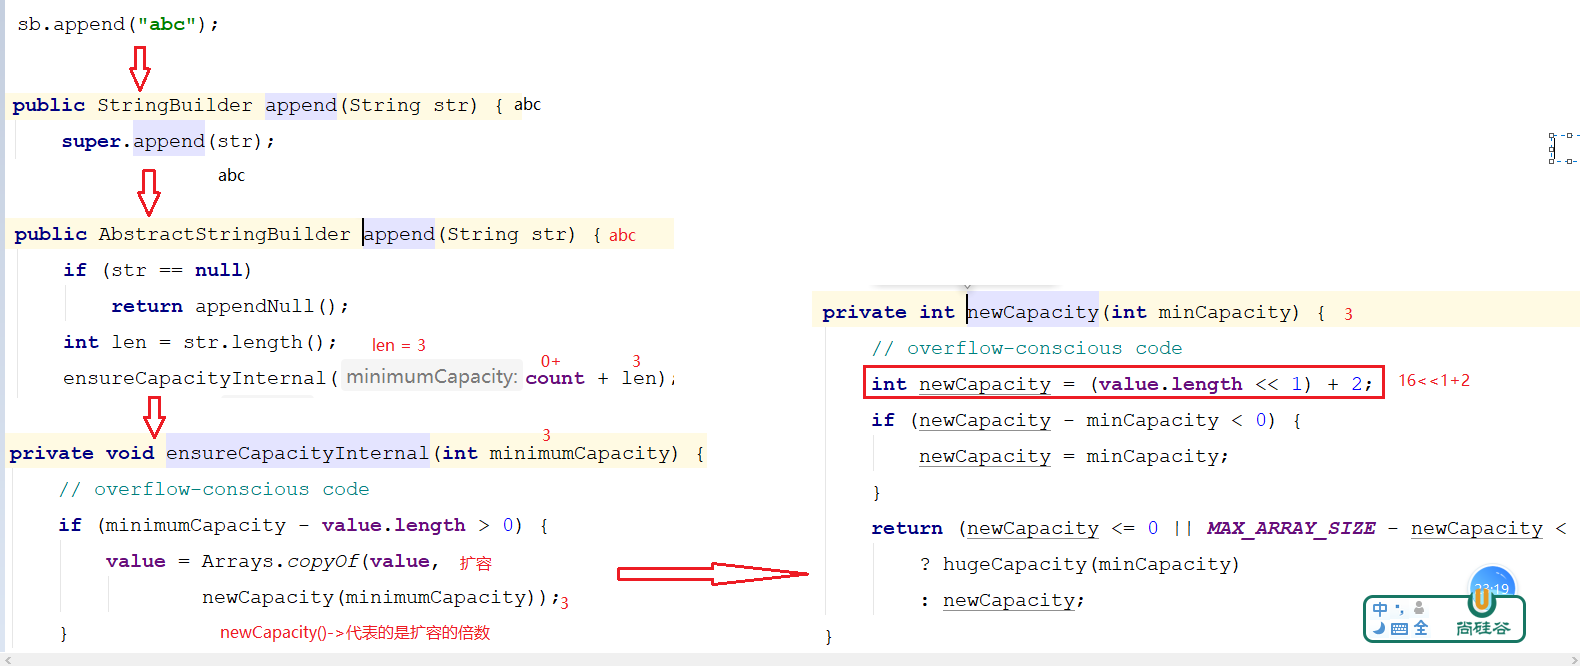 sb.append("abc");
public StringBuilder append(String str) { abc
super.append(str);
abc
public AbstractStringBuilder append(String str) { abc
if (str == null)
return appendNull();
int len = str.length(); len = 3
0+ 3
ensureCapacityInternal( minimumCapacity: count + len);
3
private void ensureCapacityInternal(int minimumCapacity) {
// overflow-conscious code
if (minimumCapacity - value.length > 0) {
value = Arrays.copyOf(value, 扩容
newCapacity(minimumCapacity)); 3
} newCapacity()->代表的是扩容的倍数
private int newCapacity(int minCapacity) { 3
// overflow-conscious code
int newCapacity = (value.length << 1) + 2; 16<<1+2
if (newCapacity - minCapacity < 0) {
newCapacity = minCapacity;
}
return (newCapacity <= 0 || MAX_ARRAY_SIZE - newCapacity <
? hugeCapacity(minCapacity)
: newCapacity;
}
23:19
中 °,
全 尚硅谷